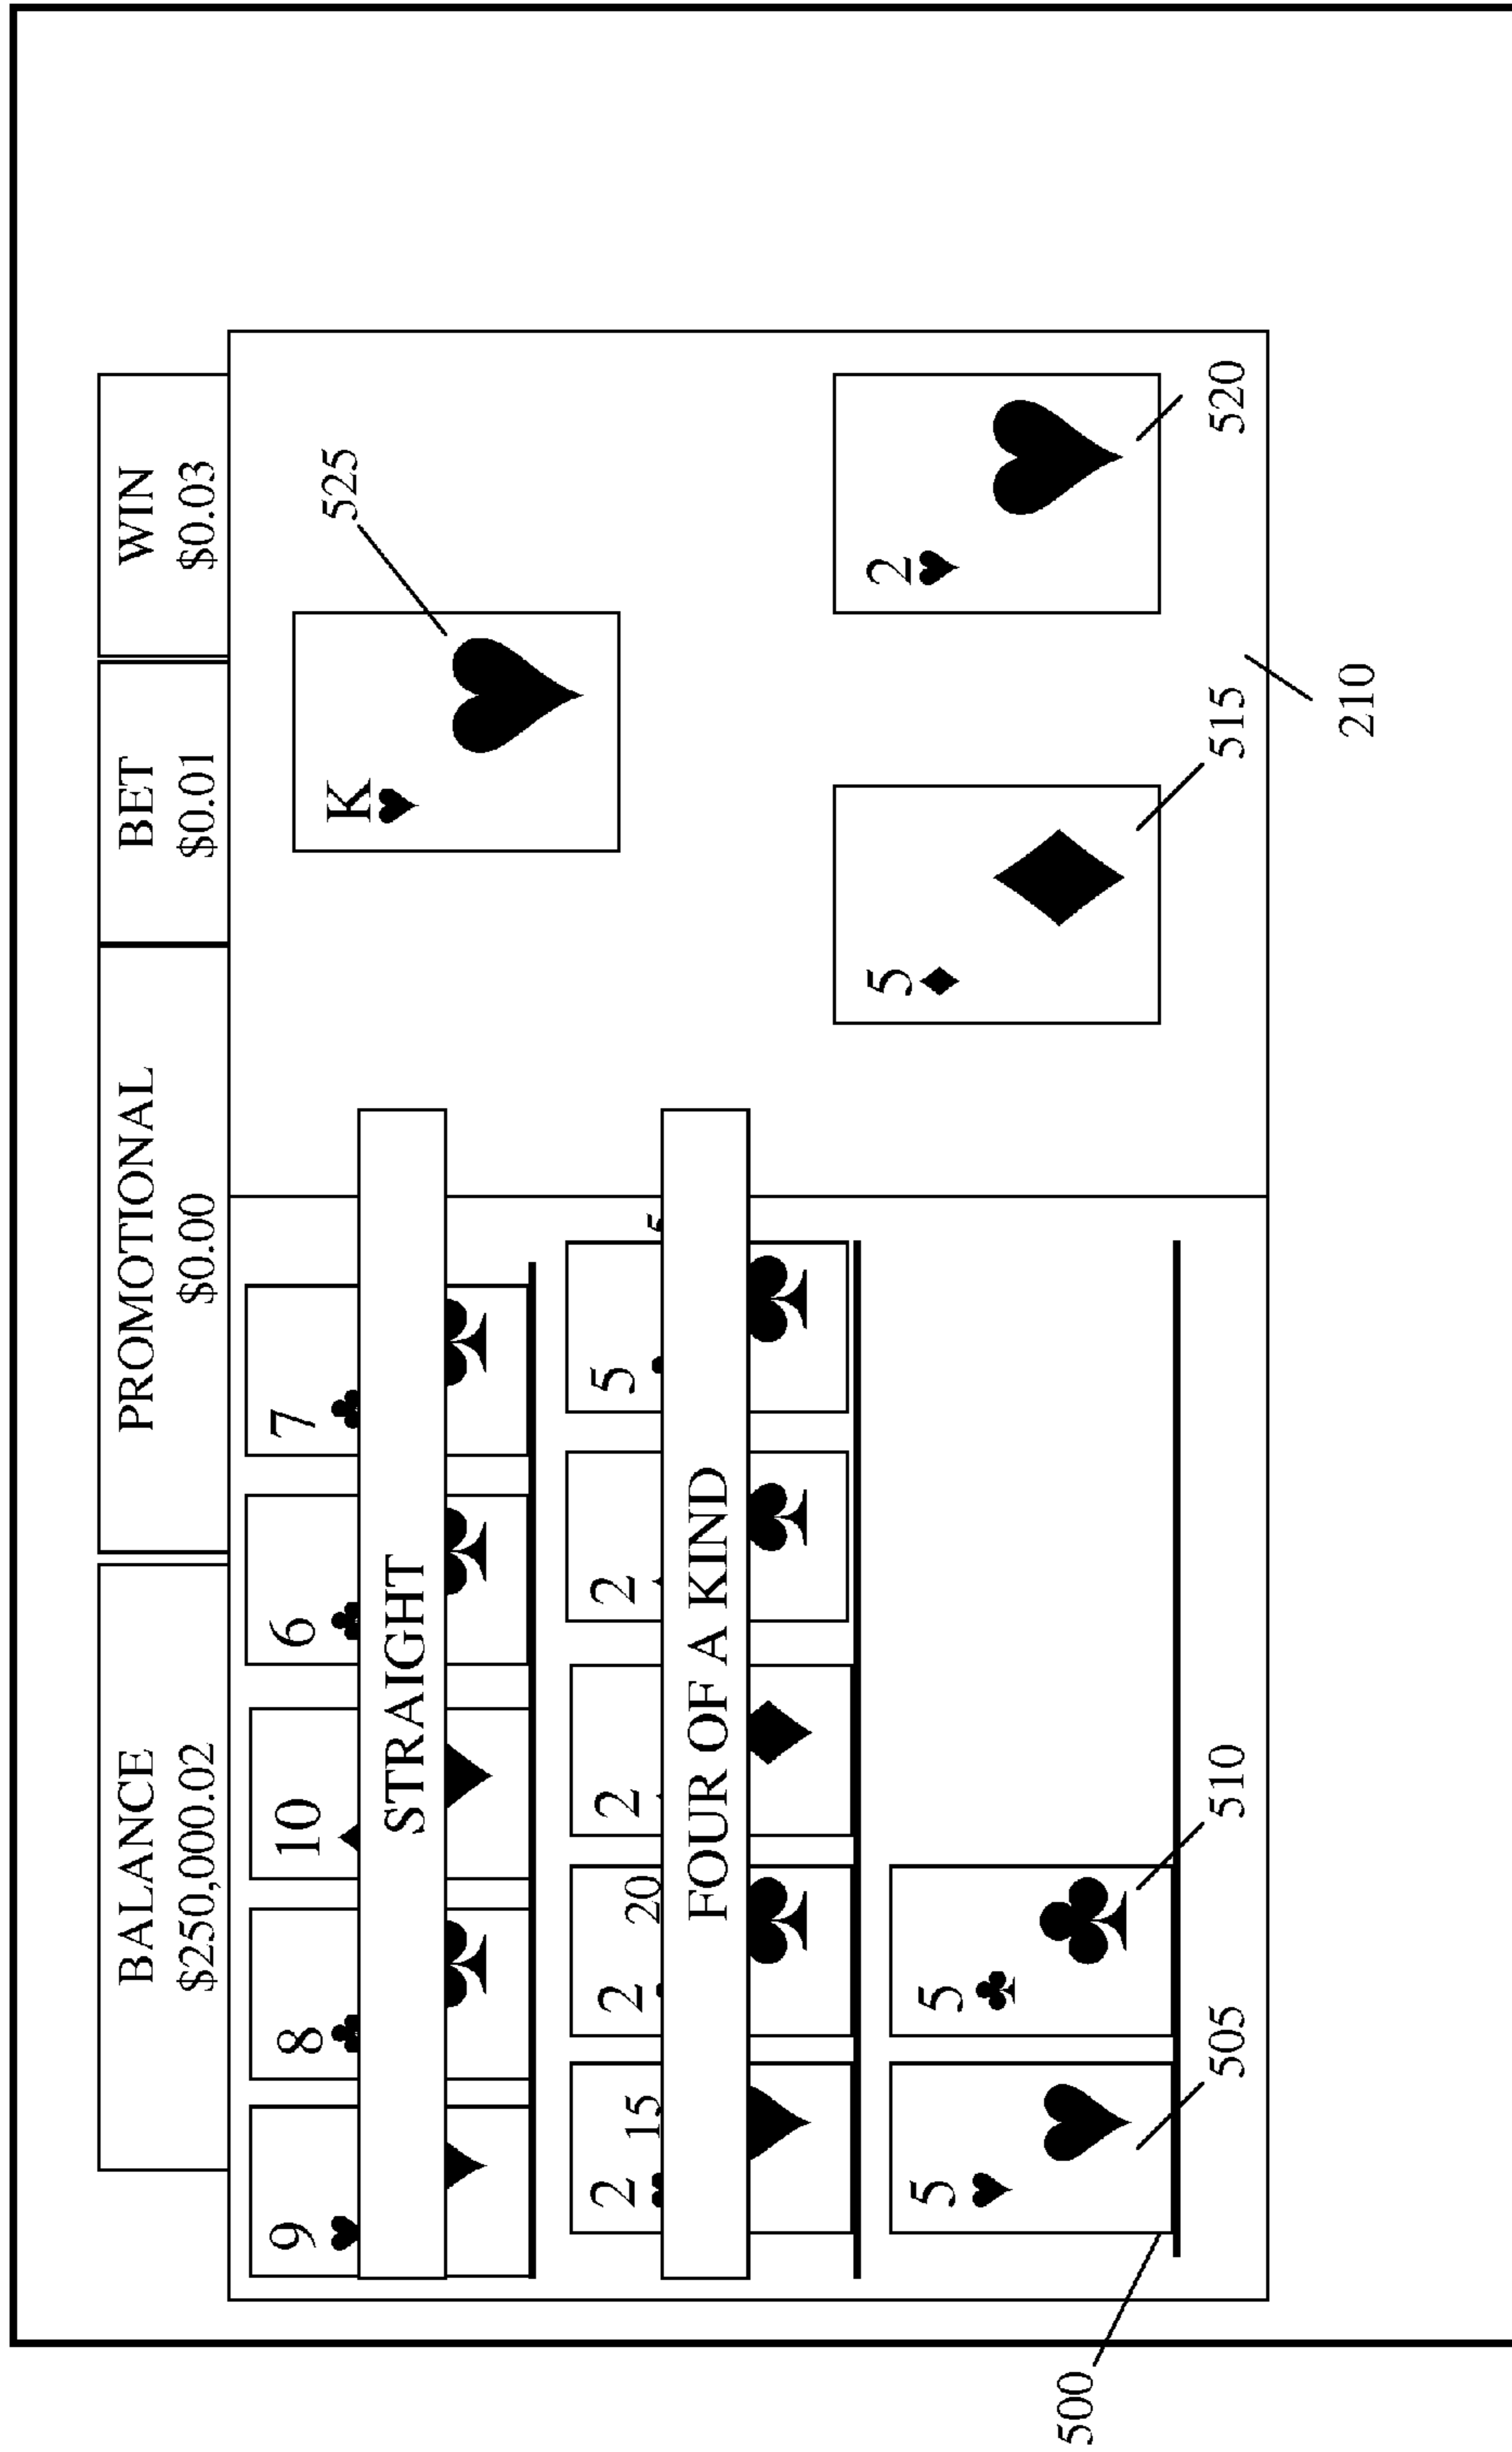 BALANCE PROMOTIONAL BET WIN
$250,000.02 $0.00 $0.01 $0.03
9 8 10 6 7
STRAIGHT
K
525
2 2 2 2 5
15 20
FOUR OF A KIND
5 5
5 2
500
505 510 515 520
210